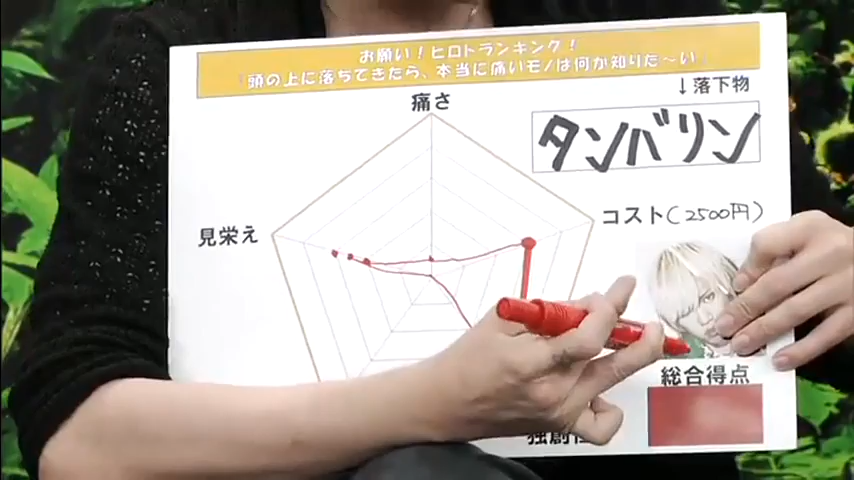 お願い！ヒロトランキング！
『頭の上に落ちてきたら、本当に痛いモノは何か知りた〜い』
↓落下物
タンバリン
痛さ
コスト(2500円)
見栄え
総合得点
独創性